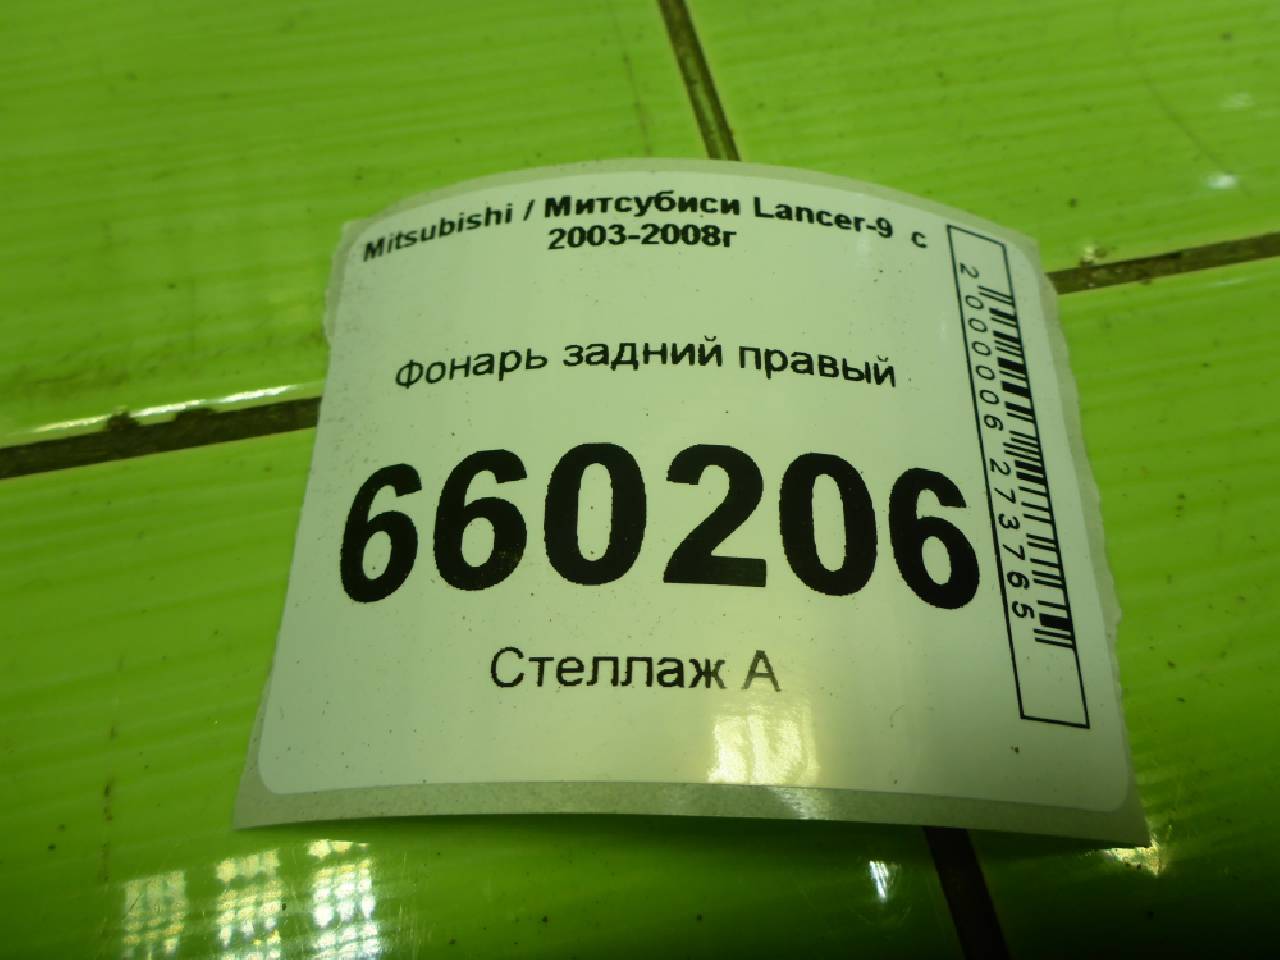 Mitsubishi / Митсубиси Lancer-9 с
2003-2008г
Фонарь задний правый
660206
Стеллаж А
2000006273765